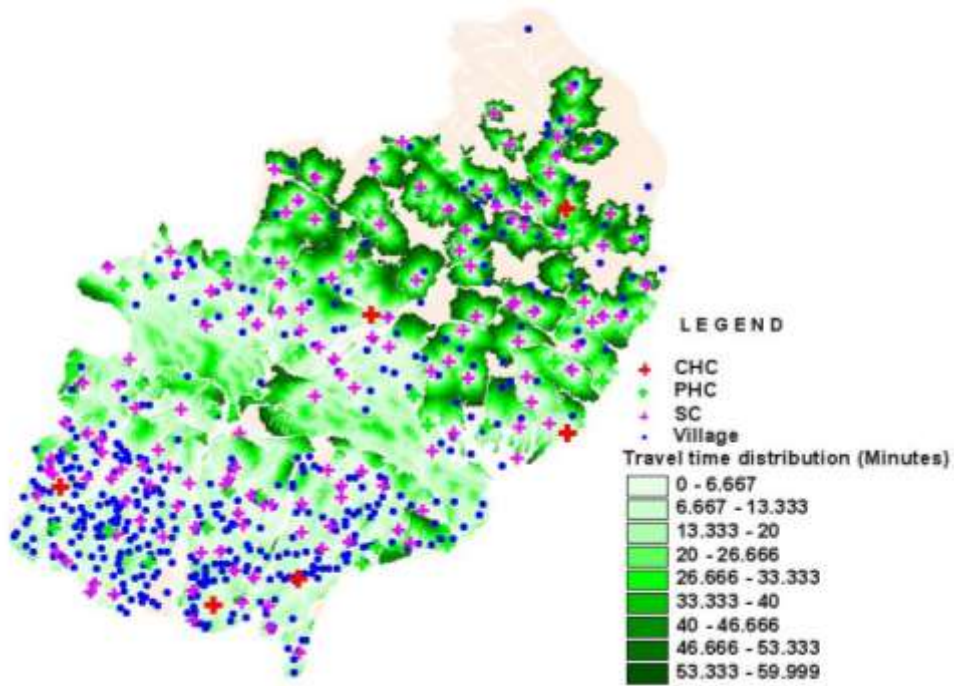 L E G E N D
CHC
PHC
SC
Village
Travel time distribution (Minutes)
0 - 6.667
6.667 - 13.333
13.333 - 20
20 - 26.666
26.666 - 33.333
33.333 - 40
40 - 46.666
46.666 - 53.333
53.333 - 59.999